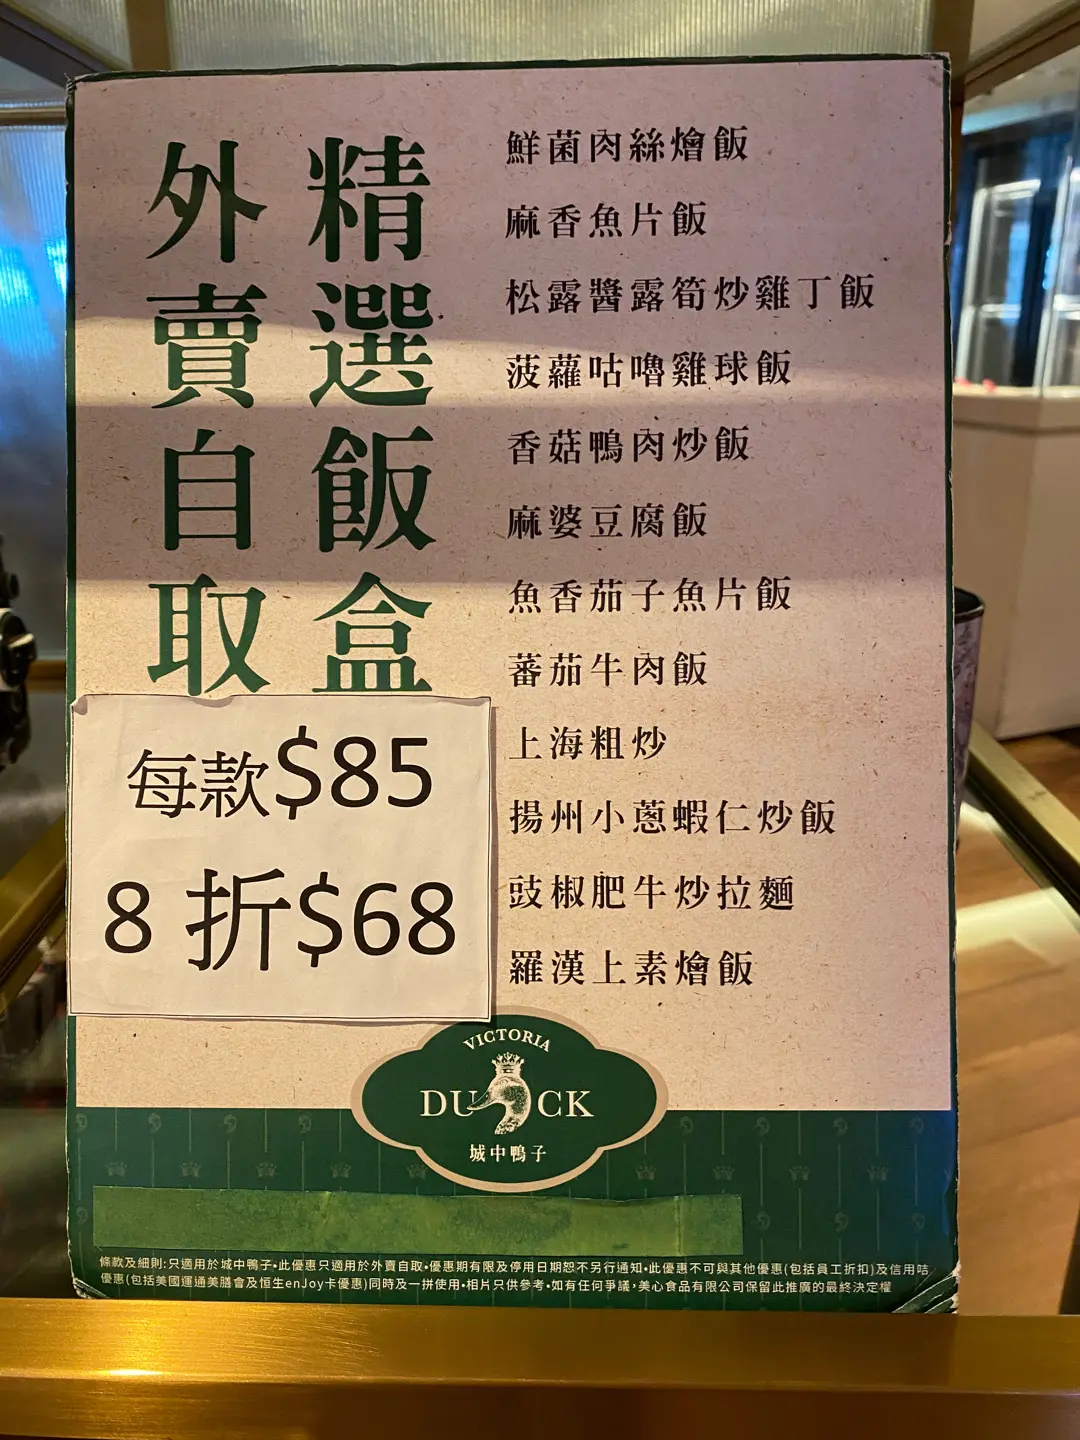 精選飯盒
外賣自取
每款$85
8 折$68
鮮菌肉絲燴飯
麻香魚片飯
松露醬露筍炒雞丁飯
菠蘿咕嚕雞球飯
香菇鴨肉炒飯
麻婆豆腐飯
魚香茄子魚片飯
蕃茄牛肉飯
上海粗炒
揚州小蔥蝦仁炒飯
豉椒肥牛炒拉麵
羅漢上素燴飯
VICTORIA
DUCK
城中鴨子
條款及細則:只適用於城中鴨子•此優惠只適用於外賣自取•優惠期有限及停用日期恕不另行通知•此優惠不可與其他優惠(包括員工折扣)及信用咭
優惠(包括美國運通美膳會及恒生enJoy卡優惠)同時及一拼使用•相片只供參考•如有任何爭議，美心食品有限公司保留此推廣的最終決定權